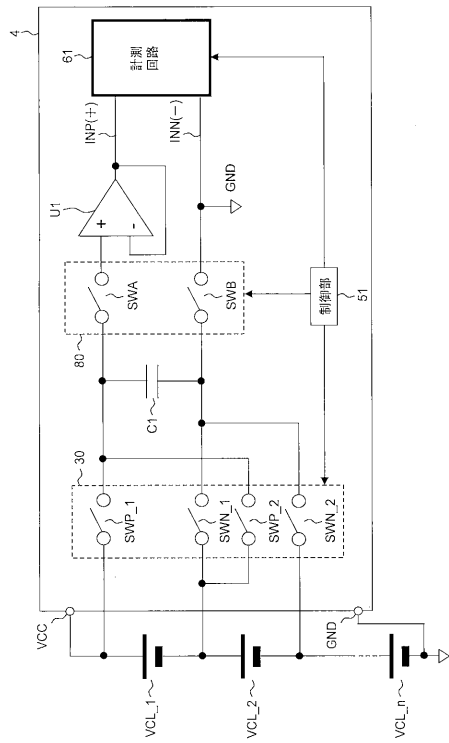 4
61
計測
回路
INP(+)
INN(−)
U1
+
-
GND
SWA
SWB
80
制御部
51
C1
30
SWP_1
SWN_1
SWP_2
SWN_2
VCC
GND
VCL_1
VCL_2
VCL_n